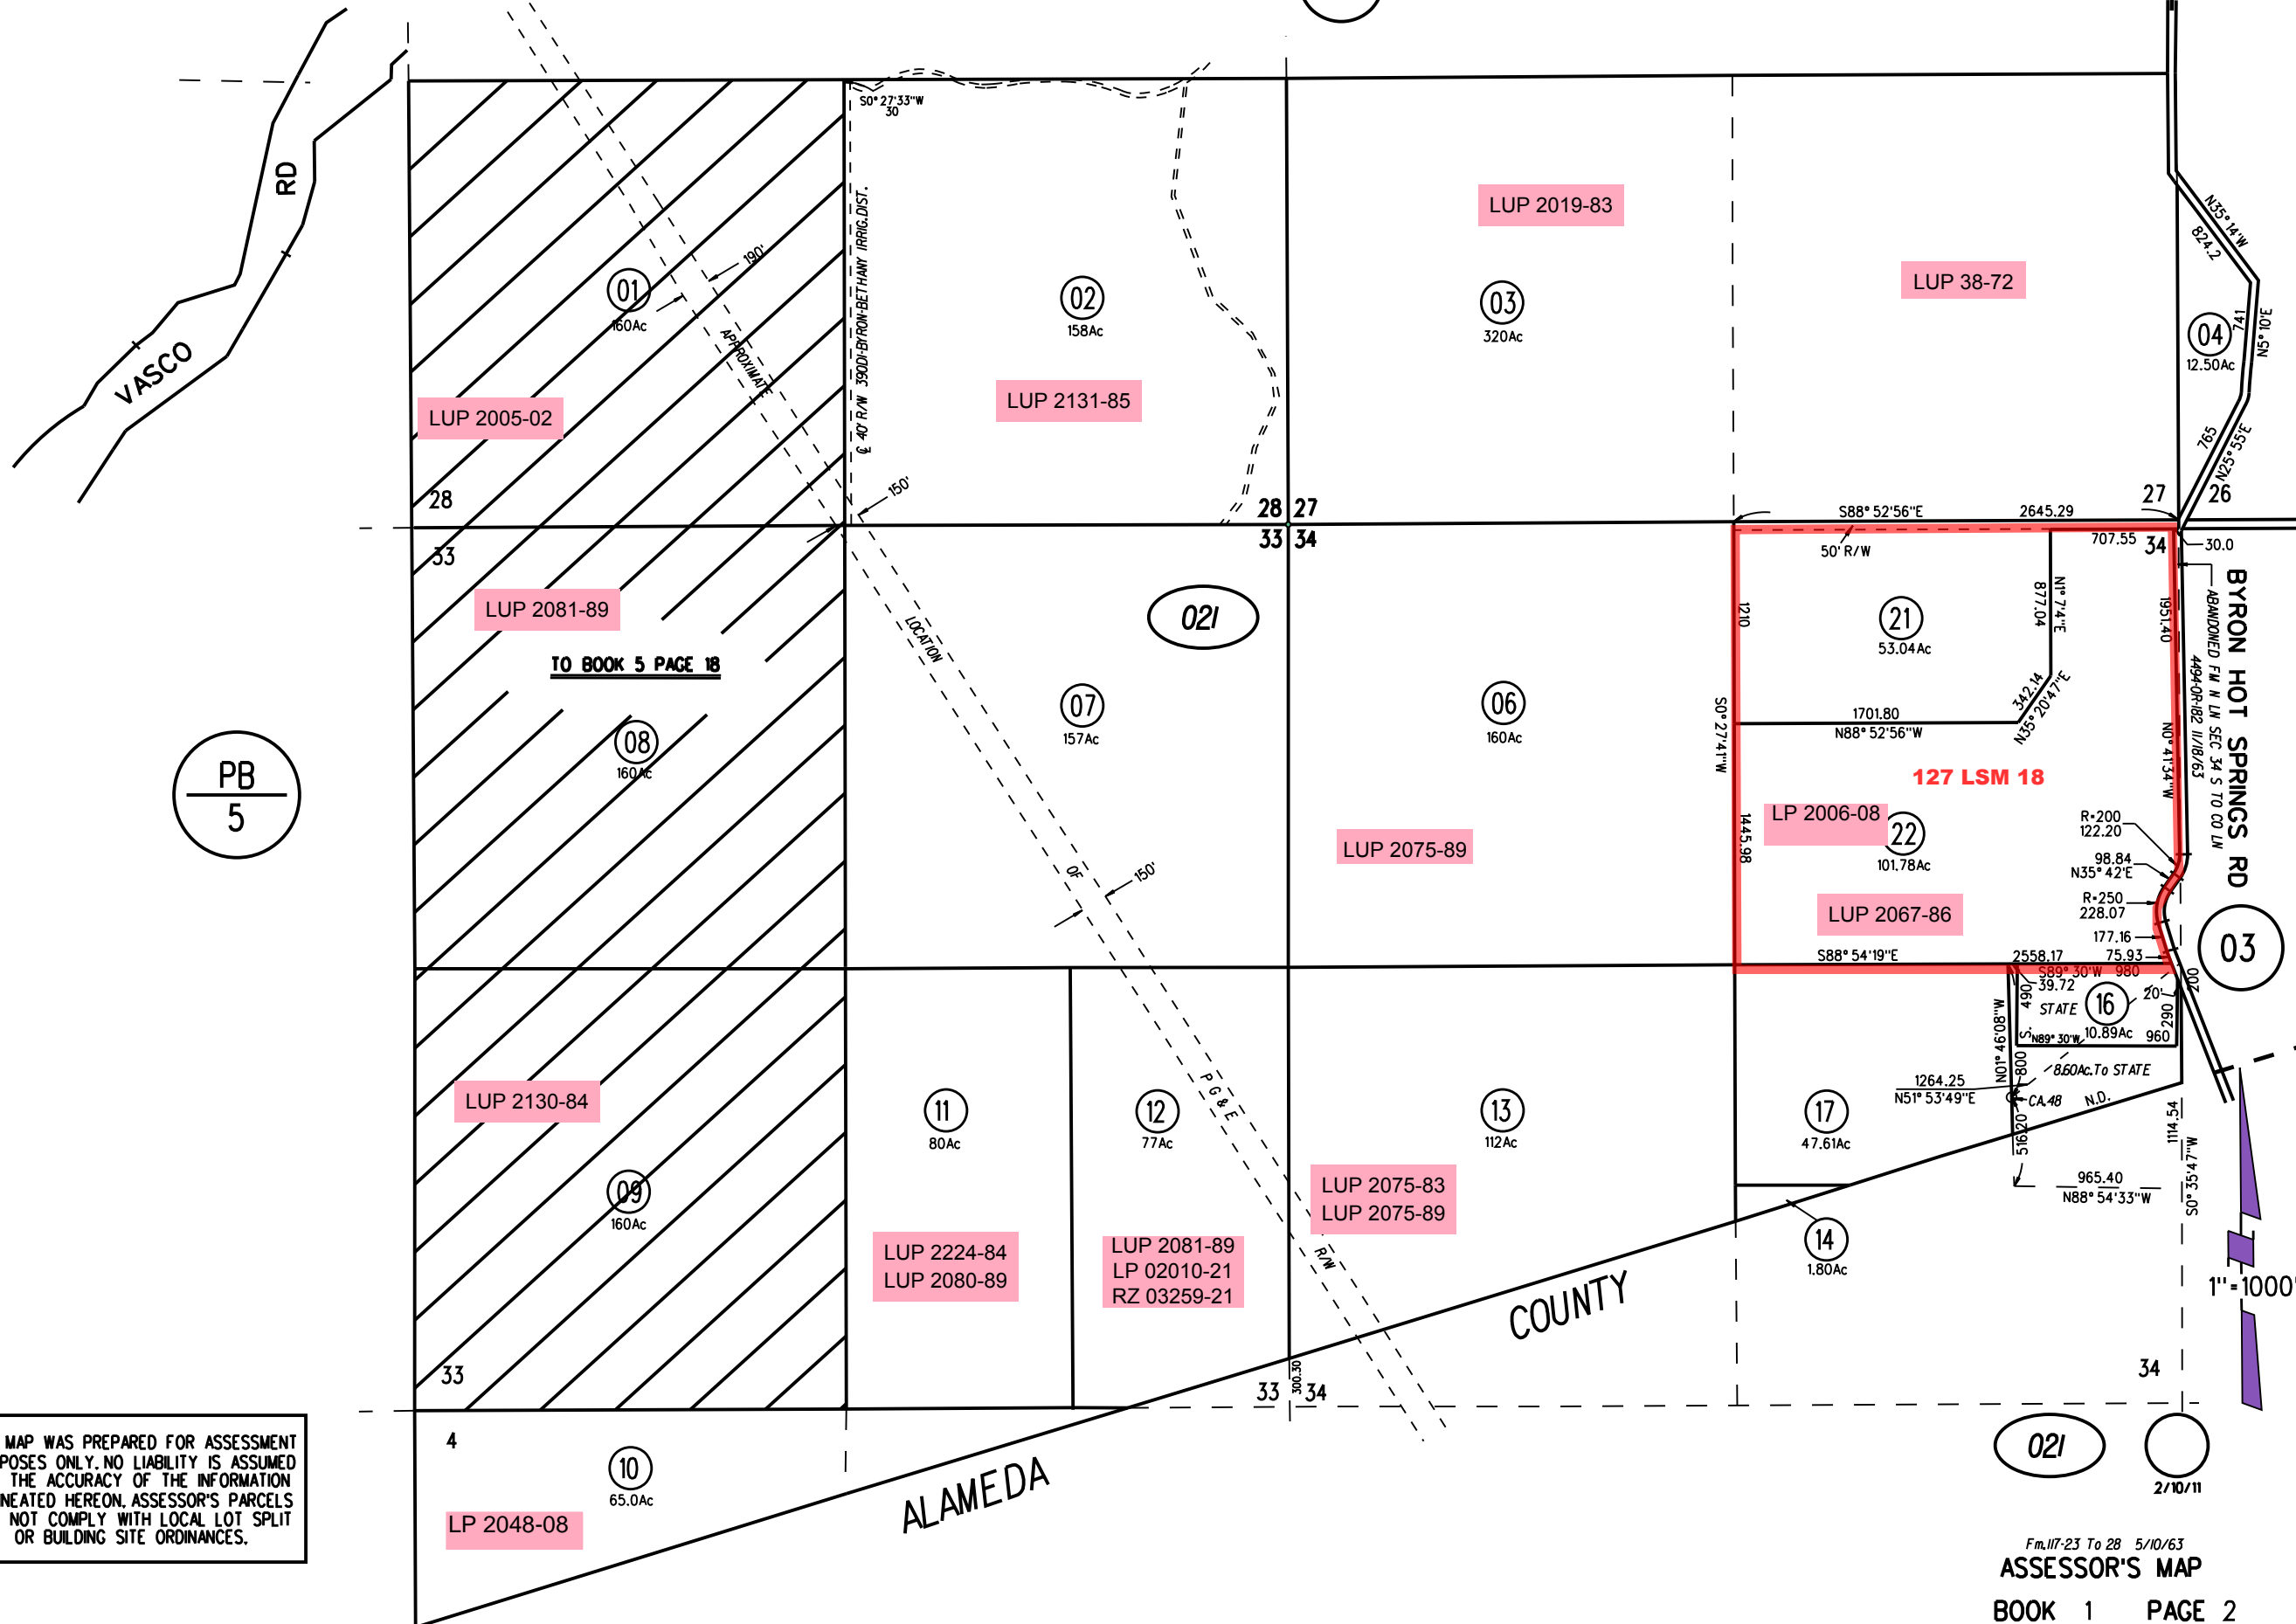 VASCO
RD
S0° 27'33"W
30
01
160Ac
190'
APPROXIMATE
℄ 40' R/W 390DI-BYRON-BETHANY IRRIG.DIST.
02
158Ac
LUP 2131-85
LUP 2019-83
03
320Ac
LUP 38-72
N35° 14'W
824.2
04
12.50Ac
741
N5° 10'E
765
N25° 55'E
LUP 2005-02
28
33
150'
28 27
33 34
27
26
34
S88° 52'56"E
2645.29
50' R/W
707.55
30.0
LUP 2081-89
TO BOOK 5 PAGE 18
08
160Ac
LOCATION
021
07
157Ac
06
160Ac
LUP 2075-89
1210
S0° 27'41"W
1445.98
21
53.04Ac
877.04
N1° 7'4"E
342.14
N35° 20'47"E
1701.80
N88° 52'56"W
1951.40
N0° 41'34"W
ABANDONED FM N LN SEC 34 S TO CO LN
4494-OR-182 11/18/63
BYRON HOT SPRINGS RD
127 LSM 18
LP 2006-08
22
101.78Ac
LUP 2067-86
R=200
122.20
98.84
N35° 42'E
R=250
228.07
177.16
75.93
S88° 54'19"E
2558.17
03
PB
5
OF
150'
S89° 30'W 980
39.72
490
S.
STATE
16
20
290
200
N89° 30'W
10.89Ac
960
N01° 46'08"W
800
8.60Ac.To STATE
1264.25
N51° 53'49"E
CA.48
N.D.
516.20
1114.54
S0° 35'47"W
965.40
N88° 54'33"W
LUP 2130-84
09
160Ac
11
80Ac
LUP 2224-84
LUP 2080-89
12
77Ac
LUP 2081-89
LP 02010-21
RZ 03259-21
P G & E
R/W
13
112Ac
LUP 2075-83
LUP 2075-89
17
47.61Ac
14
1.80Ac
1"=1000'
ALAMEDA
COUNTY
33
33
34
300.30
34
4
10
65.0Ac
LP 2048-08
MAP WAS PREPARED FOR ASSESSMENT
POSES ONLY. NO LIABILITY IS ASSUMED
THE ACCURACY OF THE INFORMATION
NEATED HEREON. ASSESSOR'S PARCELS
NOT COMPLY WITH LOCAL LOT SPLIT
OR BUILDING SITE ORDINANCES.
021
2/10/11
Fm.117-23 To 28 5/10/63
ASSESSOR'S MAP
BOOK 1 PAGE 2